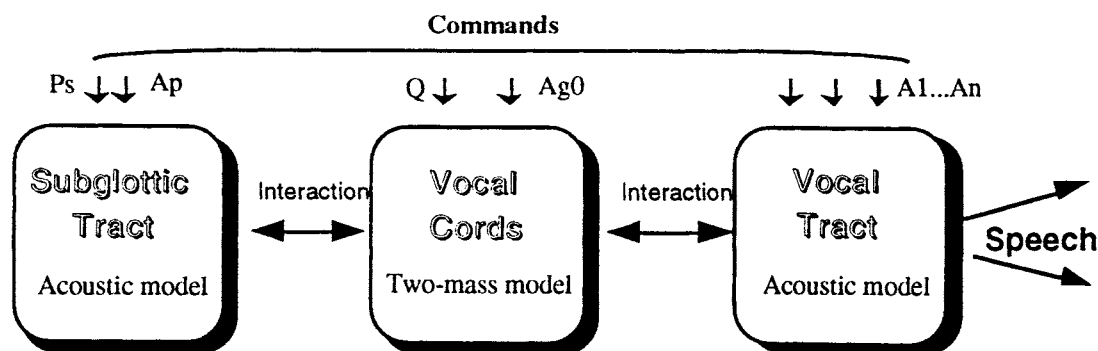 Commands
Ps Ap
Q Ag0
A1...An
Subglottic
Tract
Acoustic model
Interaction
Vocal
Cords
Two-mass model
Interaction
Vocal
Tract
Acoustic model
Speech